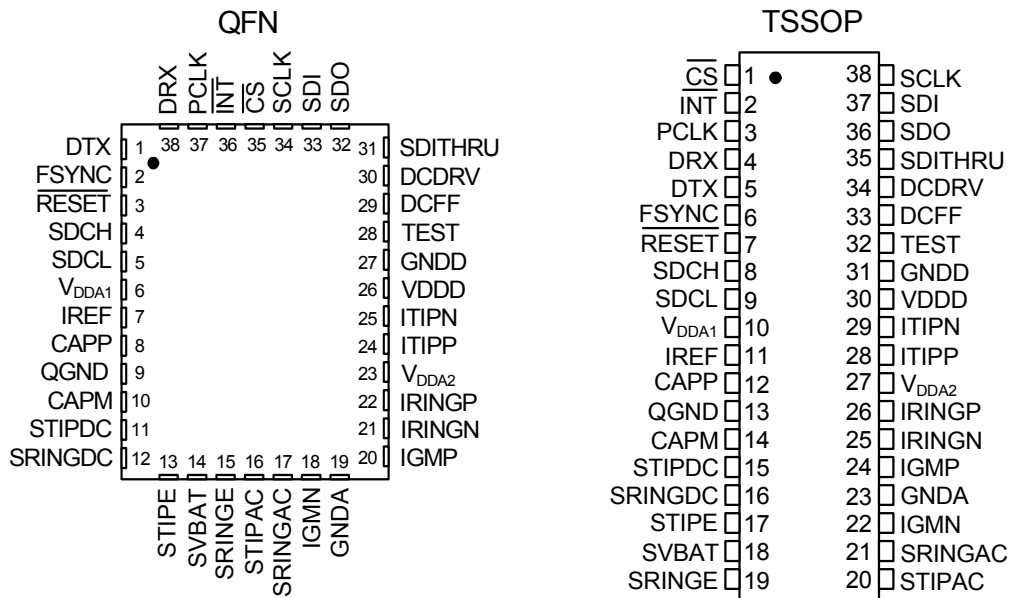 QFN
DRX
PCLK
INT
CS
SCLK
SDI
SDO
38 37 36 35 34 33 32
DTX 1
FSYNC 2
RESET 3
SDCH 4
SDCL 5
VDDA1 6
IREF 7
CAPP 8
QGND 9
CAPM 10
STIPDC 11
SRINGDC 12
31 SDITHRU
30 DCDRV
29 DCFF
28 TEST
27 GNDD
26 VDDD
25 ITIPN
24 ITIPP
23 VDDA2
22 IRINGP
21 IRINGN
20 IGMP
13 14 15 16 17 18 19
STIPE
SVBAT
SRINGE
STIPAC
SRINGAC
IGMN
GNDA
TSSOP
CS 1
INT 2
PCLK 3
DRX 4
DTX 5
FSYNC 6
RESET 7
SDCH 8
SDCL 9
VDDA1 10
IREF 11
CAPP 12
QGND 13
CAPM 14
STIPDC 15
SRINGDC 16
STIPE 17
SVBAT 18
SRINGE 19
38 SCLK
37 SDI
36 SDO
35 SDITHRU
34 DCDRV
33 DCFF
32 TEST
31 GNDD
30 VDDD
29 ITIPN
28 ITIPP
27 VDDA2
26 IRINGP
25 IRINGN
24 IGMP
23 GNDA
22 IGMN
21 SRINGAC
20 STIPAC